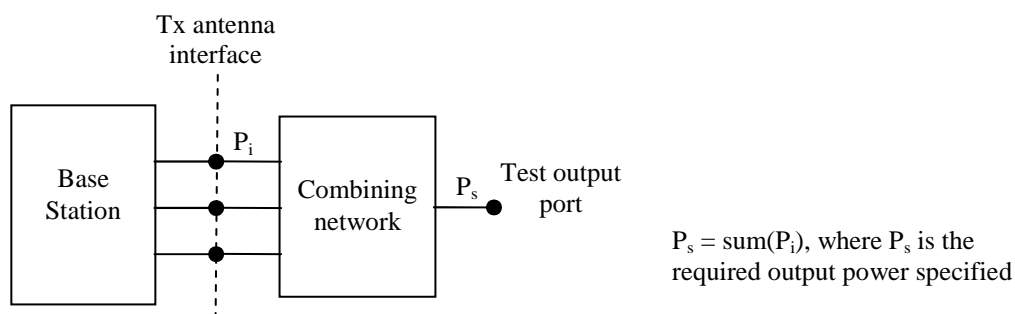 Tx antenna
interface
P_i
Base
Station
Combining
network
P_s
Test output
port
P_s = sum(P_i), where P_s is the
required output power specified